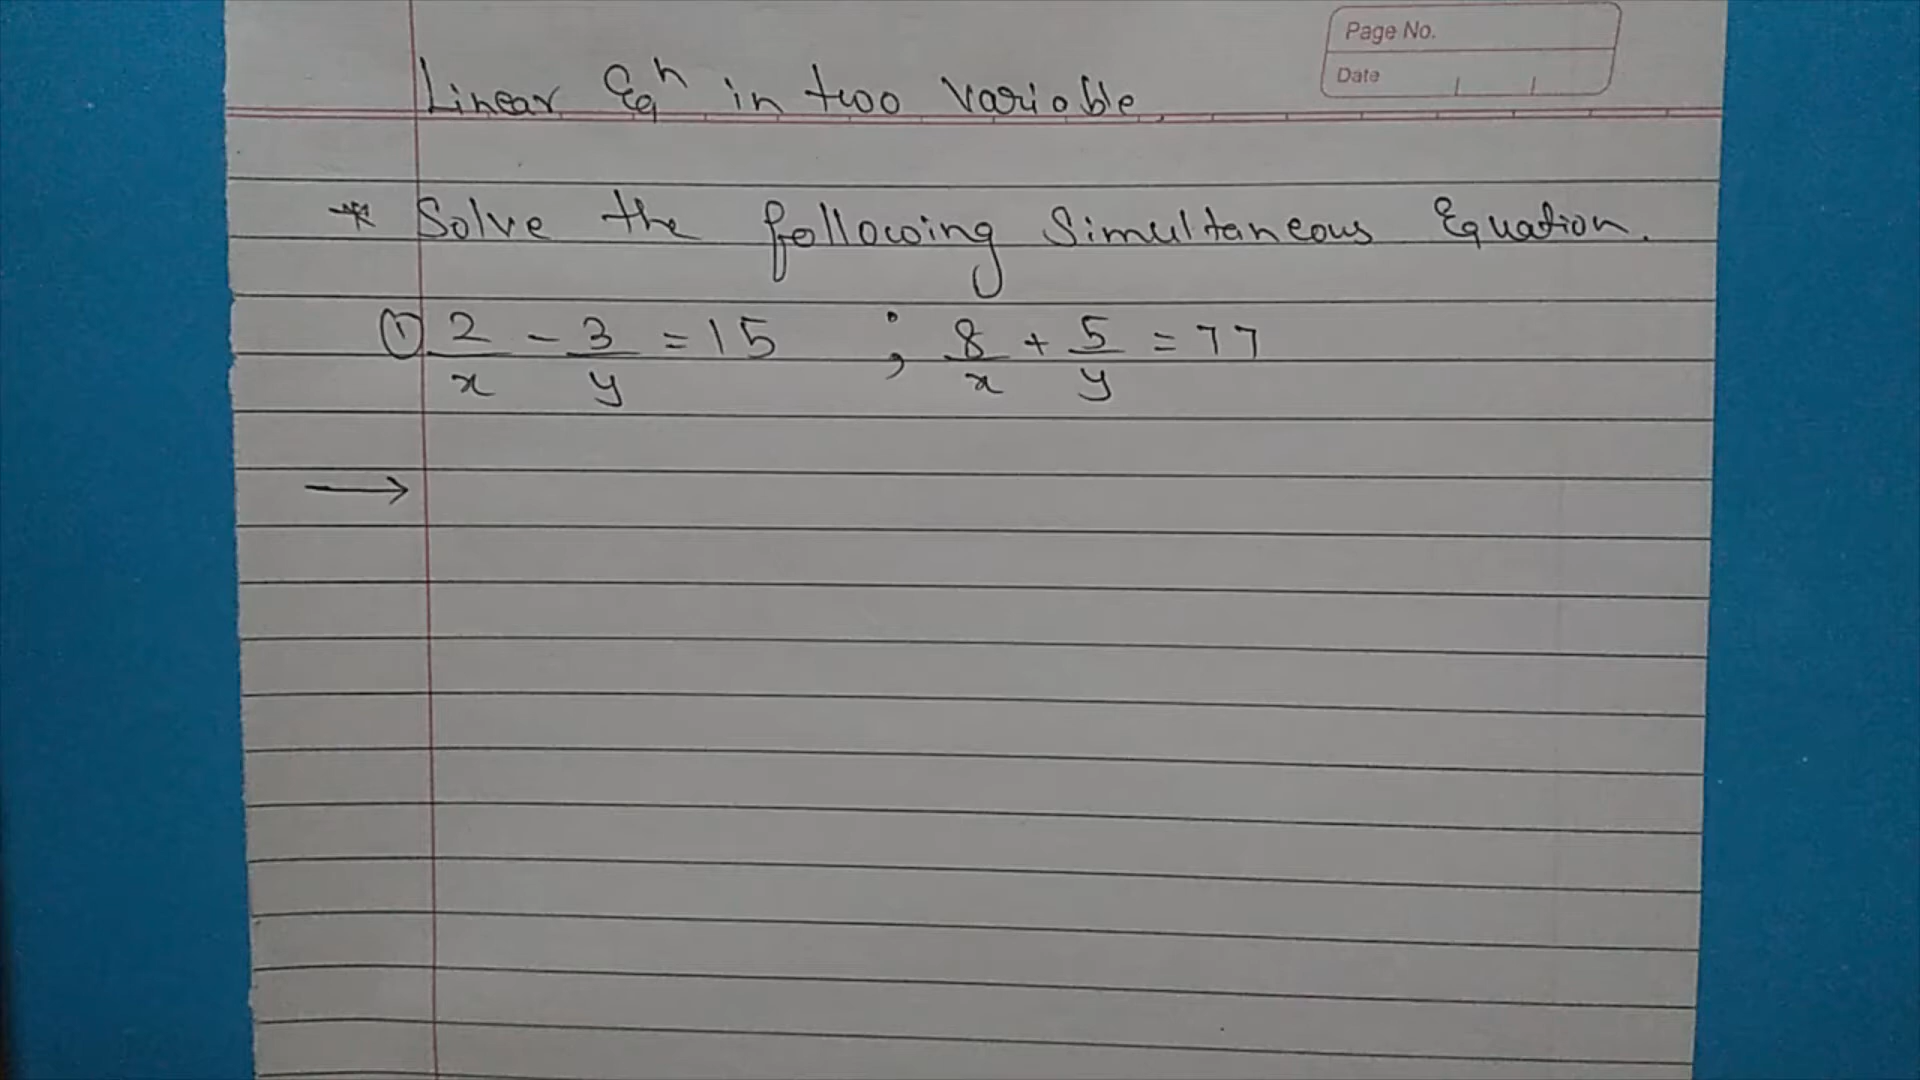 Page No.
Date
Linear Eqn in two variable.
* Solve the following Simultaneous Equation.
① 2/x - 3/y = 15 ; 8/x + 5/y = 77
→